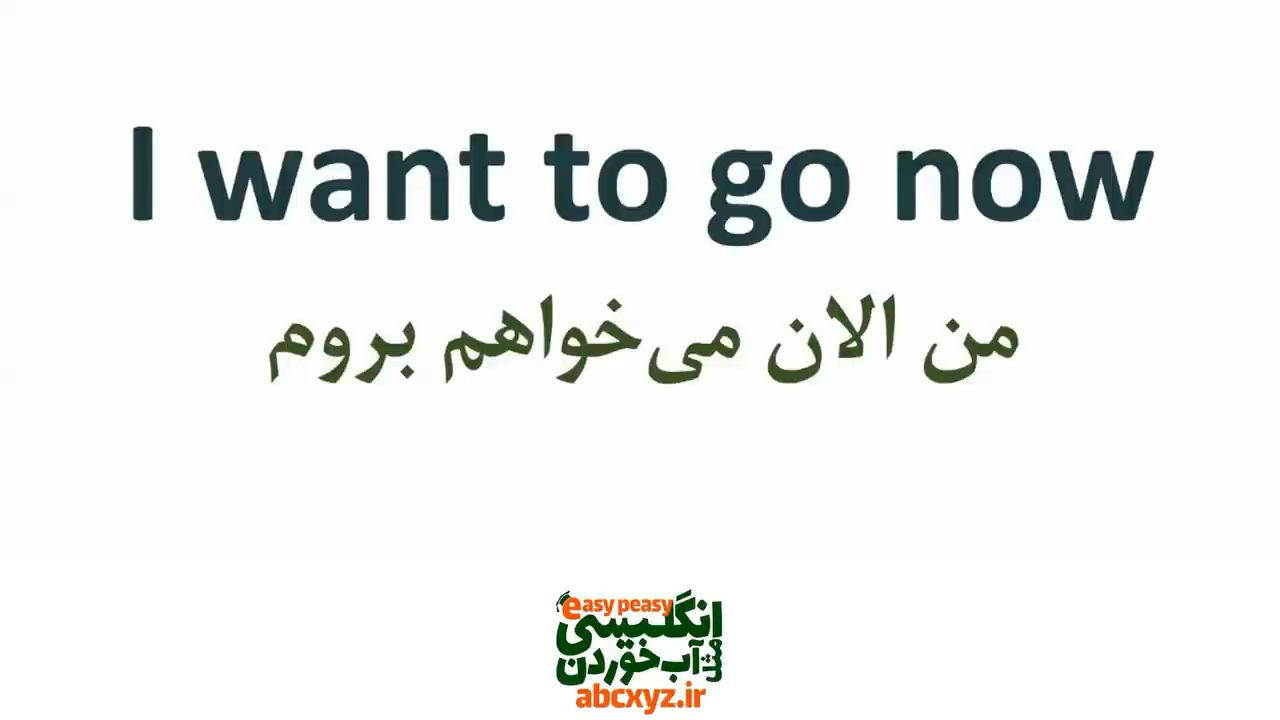 I want to go now
من الان می‌خواهم بروم
easy peasy
انگلیسی
مثل آب خوردن
abcxyz.ir